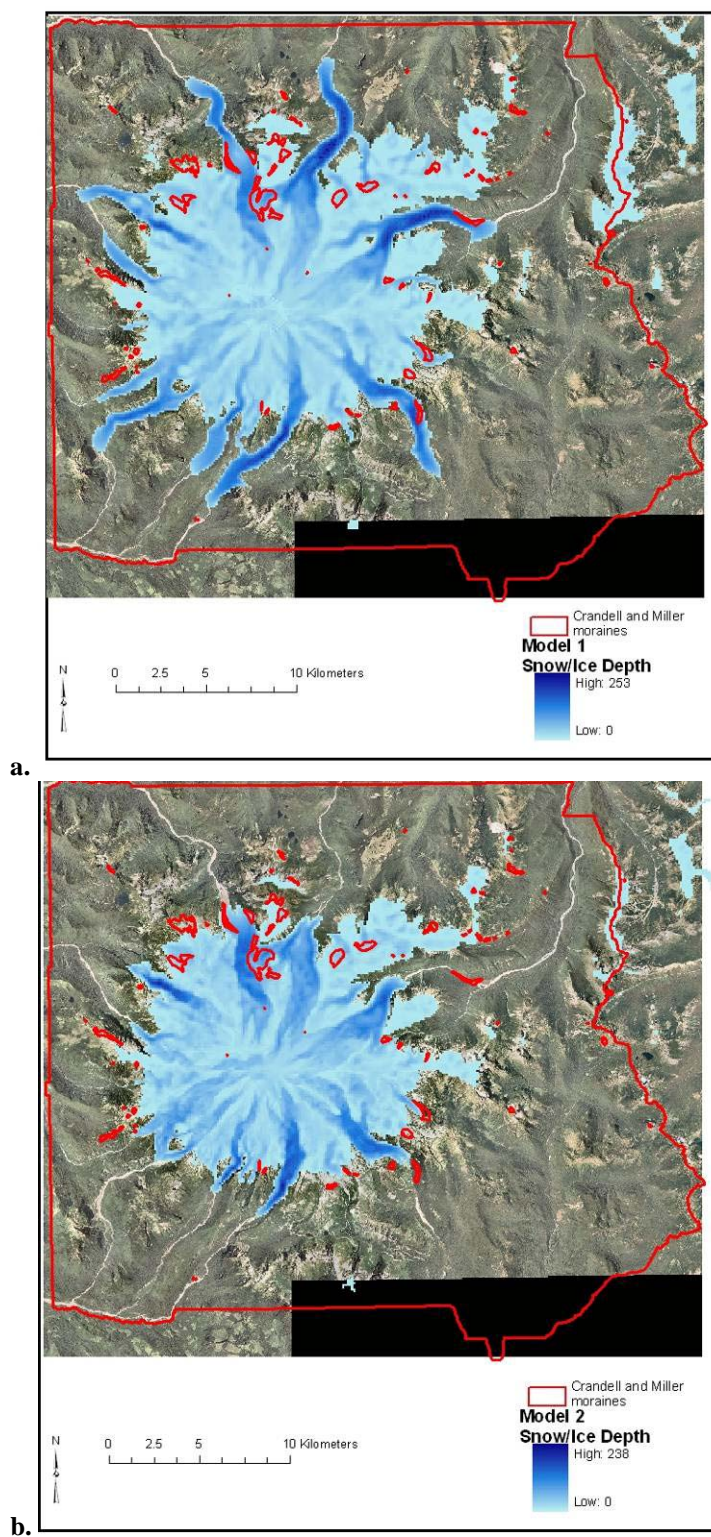 Crandell and Miller
moraines
Model 1
Snow/Ice Depth
High: 253
Low: 0
N
0 2.5 5 10 Kilometers
a.
Crandell and Miller
moraines
Model 2
Snow/Ice Depth
High: 238
Low: 0
N
0 2.5 5 10 Kilometers
b.